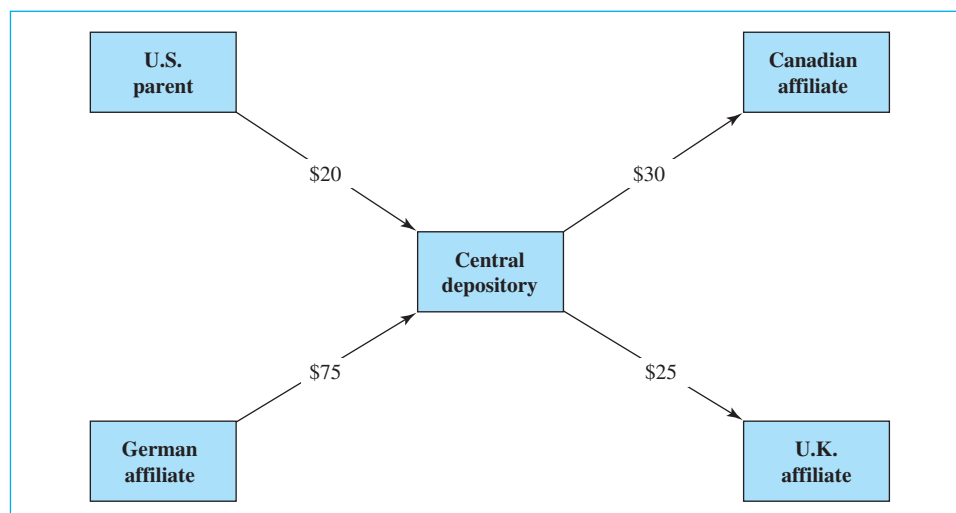 U.S.
parent
Canadian
affiliate
$20
$30
Central
depository
$75
$25
German
affiliate
U.K.
affiliate